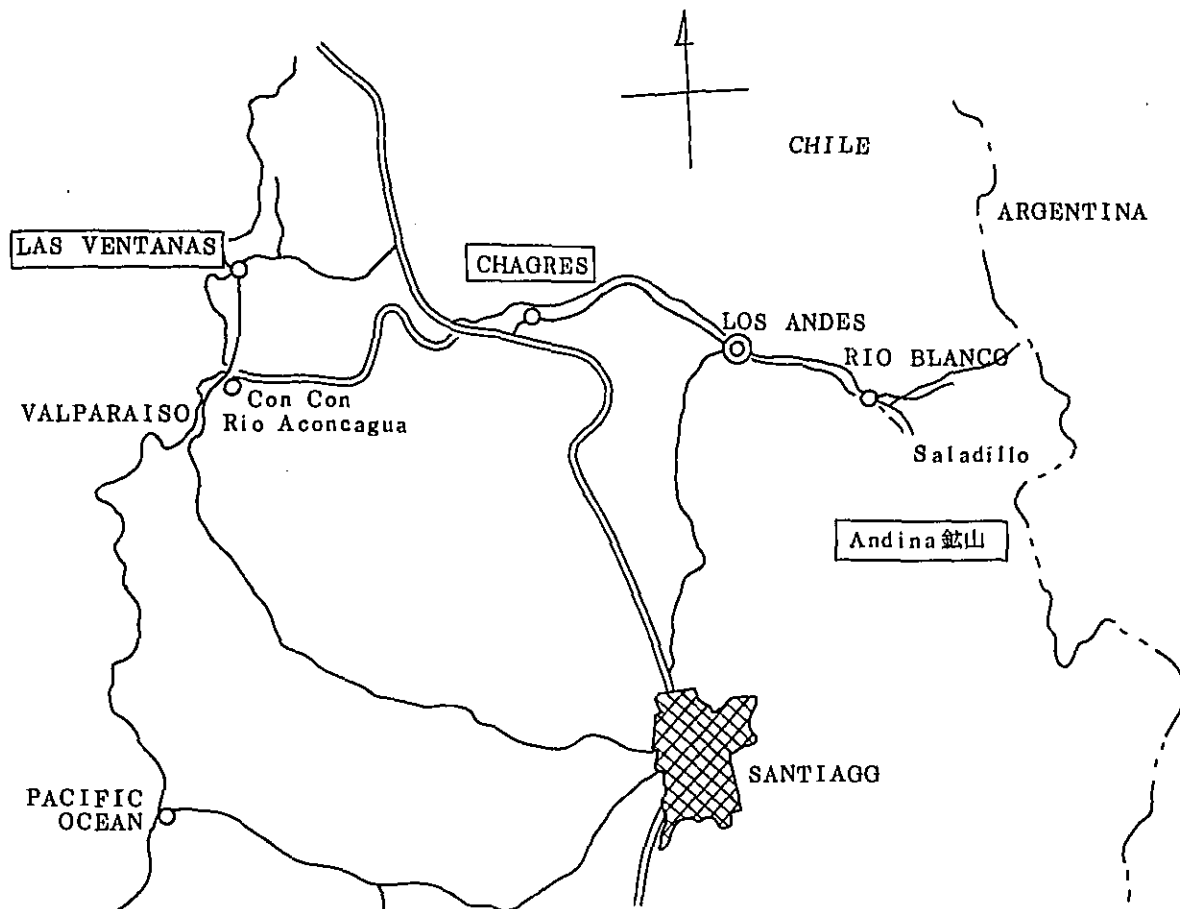 CHILE
ARGENTINA
LAS VENTANAS
CHAGRES
LOS ANDES
RIO BLANCO
VALPARAISO
Con Con
Rio Aconcagua
Saladillo
Andina鉱山
SANTIAGG
PACIFIC
OCEAN